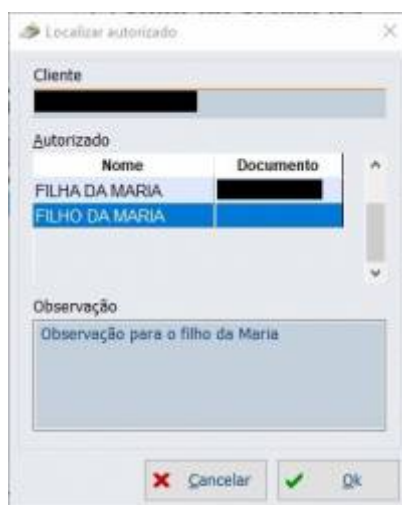 Localizar autorizado
Cliente
Autorizado
Nome Documento
FILHA DA MARIA
FILHO DA MARIA
Observação
Observação para o filho da Maria
Cancelar Ok